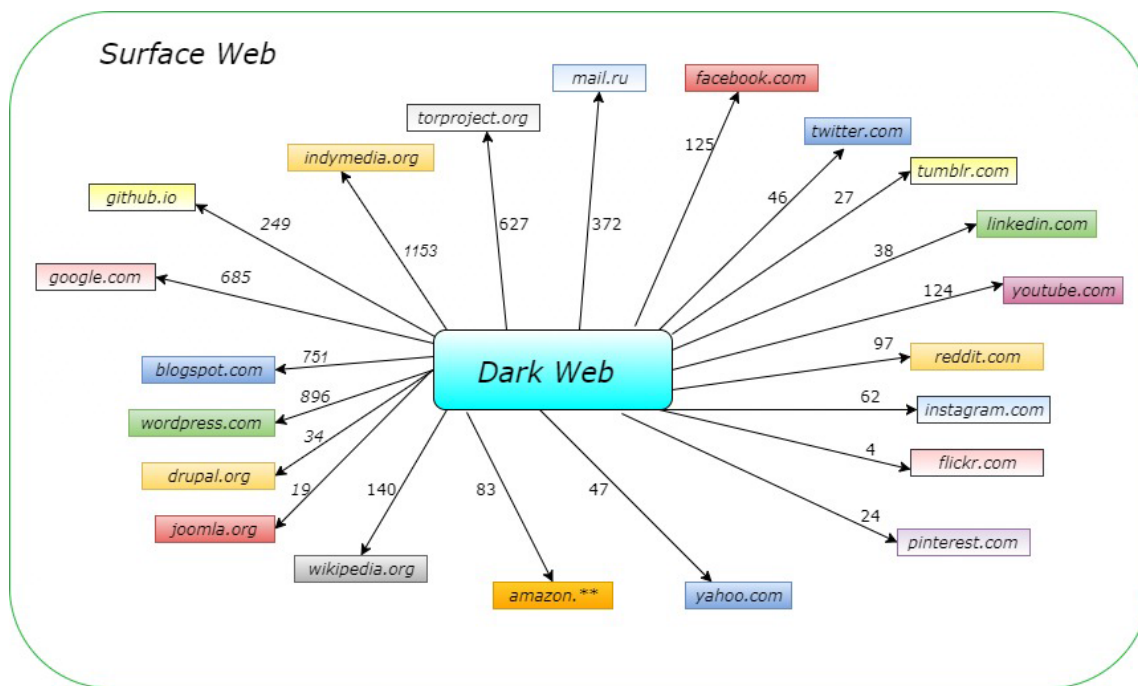 Surface Web
mail.ru
facebook.com
torproject.org
twitter.com
indymedia.org
125
tumblr.com
github.io
46
27
249
627
372
linkedin.com
1153
38
google.com
685
124
youtube.com
97
reddit.com
751
blogspot.com
Dark Web
896
62
instagram.com
wordpress.com
34
4
flickr.com
drupal.org
19
140
83
47
24
joomla.org
pinterest.com
wikipedia.org
amazon.**
yahoo.com